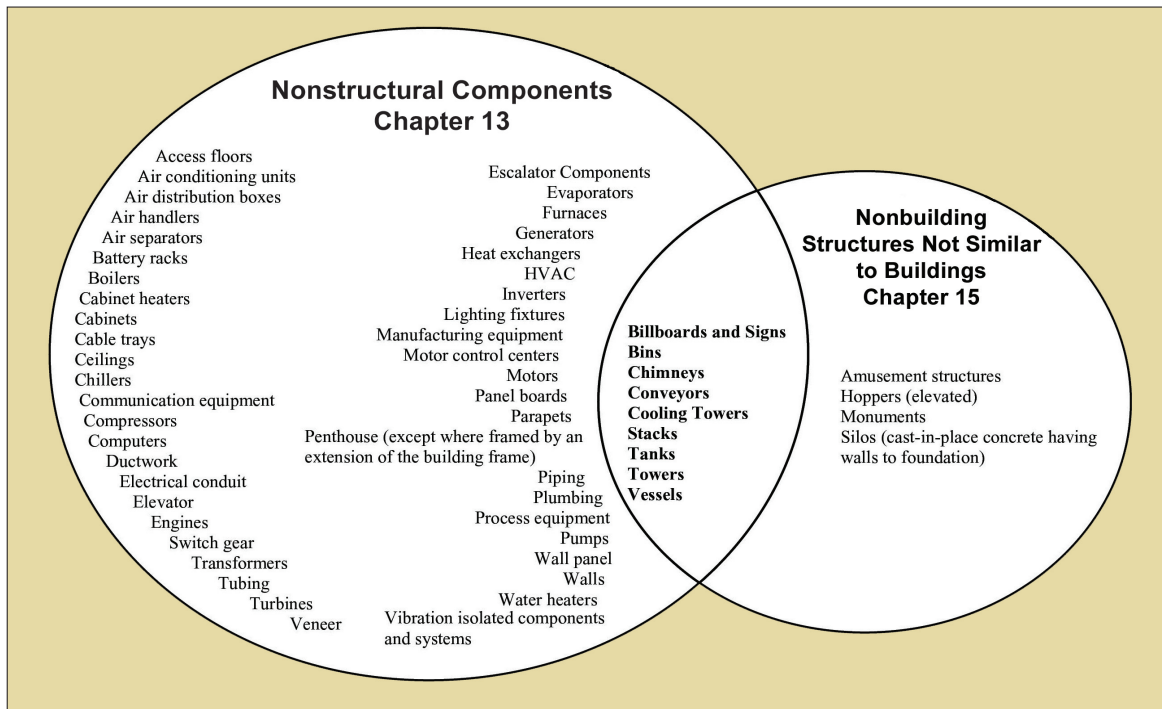 Nonstructural Components
Chapter 13
Access floors
Air conditioning units
Air distribution boxes
Air handlers
Air separators
Battery racks
Boilers
Cabinet heaters
Cabinets
Cable trays
Ceilings
Chillers
Communication equipment
Compressors
Computers
Ductwork
Electrical conduit
Elevator
Engines
Switch gear
Transformers
Tubing
Turbines
Veneer
Escalator Components
Evaporators
Furnaces
Generators
Heat exchangers
HVAC
Inverters
Lighting fixtures
Manufacturing equipment
Motor control centers
Motors
Panel boards
Parapets
Penthouse (except where framed by an
extension of the building frame)
Piping
Plumbing
Process equipment
Pumps
Wall panel
Walls
Water heaters
Vibration isolated components
and systems
Billboards and Signs
Bins
Chimneys
Conveyors
Cooling Towers
Stacks
Tanks
Towers
Vessels
Nonbuilding
Structures Not Similar
to Buildings
Chapter 15
Amusement structures
Hoppers (elevated)
Monuments
Silos (cast-in-place concrete having
walls to foundation)